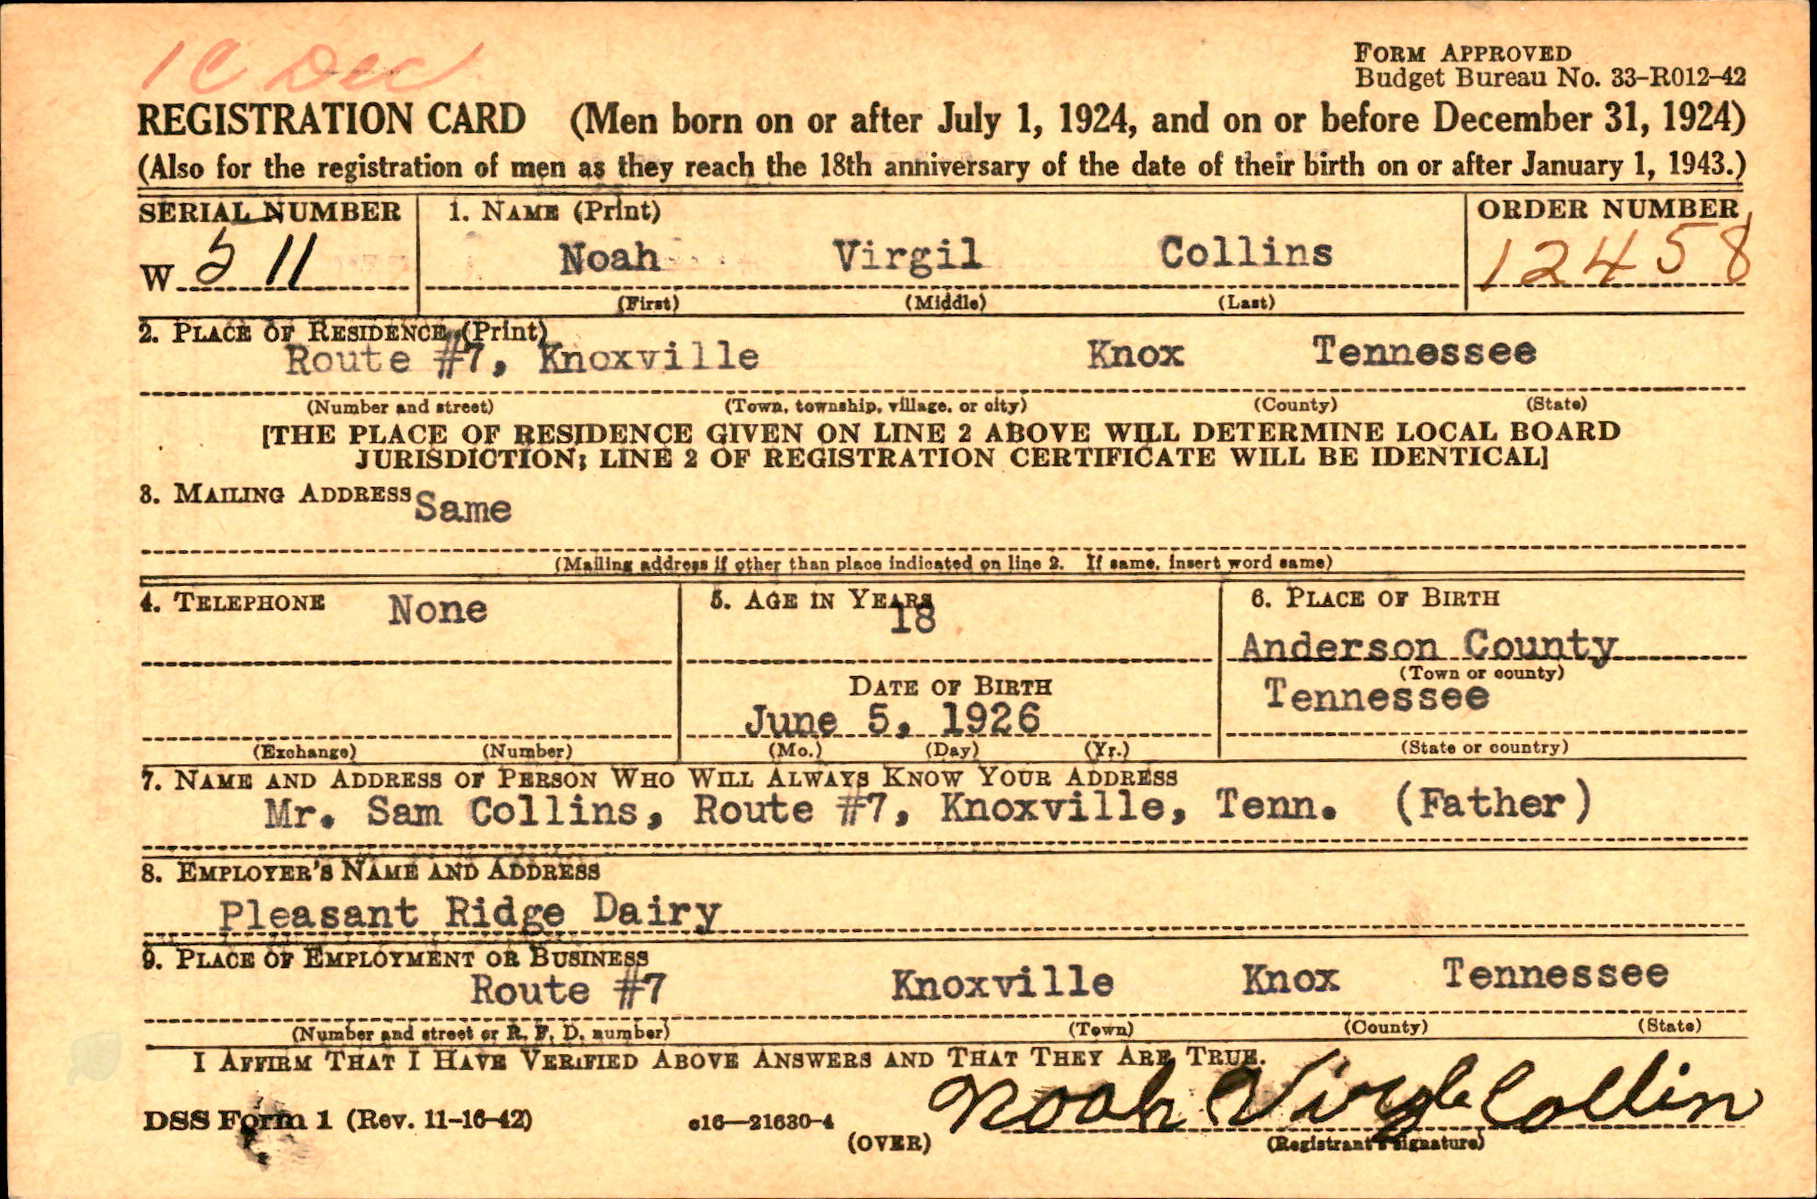 1C Dec
FORM APPROVED
Budget Bureau No. 33-R012-42
REGISTRATION CARD (Men born on or after July 1, 1924, and on or before December 31, 1924)
(Also for the registration of men as they reach the 18th anniversary of the date of their birth on or after January 1, 1943.)
SERIAL NUMBER 1. NAME (Print) ORDER NUMBER
W 511 Noah Virgil Collins 12458
(First) (Middle) (Last)
2. PLACE OF RESIDENCE (Print)
Route #7, Knoxville Knox Tennessee
(Number and street) (Town, township, village, or city) (County) (State)
[THE PLACE OF RESIDENCE GIVEN ON LINE 2 ABOVE WILL DETERMINE LOCAL BOARD
JURISDICTION; LINE 2 OF REGISTRATION CERTIFICATE WILL BE IDENTICAL]
3. MAILING ADDRESS Same
(Mailing address if other than place indicated on line 2. If same, insert word same)
4. TELEPHONE None 5. AGE IN YEARS 6. PLACE OF BIRTH
18
Anderson County
(Town or county)
DATE OF BIRTH Tennessee
June 5, 1926
(Exchange) (Number) (Mo.) (Day) (Yr.) (State or country)
7. NAME AND ADDRESS OF PERSON WHO WILL ALWAYS KNOW YOUR ADDRESS
Mr. Sam Collins, Route #7, Knoxville, Tenn. (Father)
8. EMPLOYER'S NAME AND ADDRESS
Pleasant Ridge Dairy
9. PLACE OF EMPLOYMENT OR BUSINESS
Route #7 Knoxville Knox Tennessee
(Number and street or R. F. D. number) (Town) (County) (State)
I AFFIRM THAT I HAVE VERIFIED ABOVE ANSWERS AND THAT THEY ARE TRUE.
Noah Virgle Collin
DSS Form 1 (Rev. 11-16-42) c16—21630-4
(OVER) (Registrant's signature)